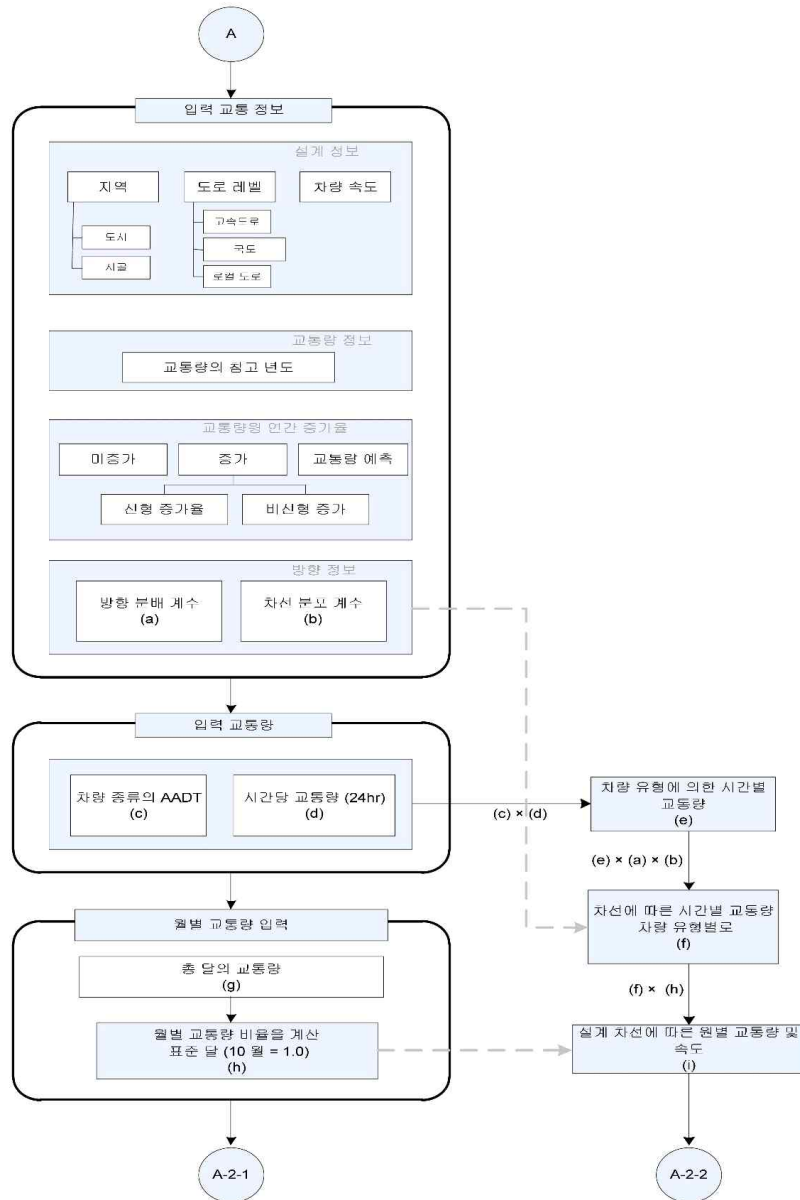 A
입력 교통 정보
설계 정보
지역
도로 레벨
차량 속도
도시
시골
고속도로
국도
로컬 도로
교통량 정보
교통량의 참고 년도
교통량원 연간 증가율
미증가
증가
교통량 예측
선형 증가율
비선형 증가
방향 정보
방향 분배 계수
(a)
차선 분포 계수
(b)
입력 교통량
차량 종류의 AADT
(c)
시간당 교통량 (24hr)
(d)
(c) × (d)
차량 유형에 의한 시간별
교통량
(e)
(e) × (a) × (b)
월별 교통량 입력
차선에 따른 시간별 교통량
차량 유형별로
(f)
총 달의 교통량
(g)
(f) × (h)
월별 교통량 비율을 계산
표준 달 (10 월 = 1.0)
(h)
설계 차선에 따른 월별 교통량 및
속도
(i)
A-2-1
A-2-2